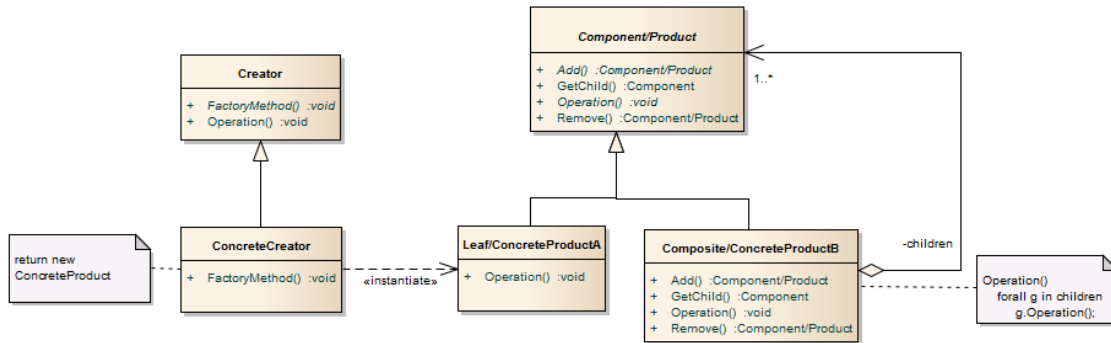 Creator
+ FactoryMethod() :void
+ Operation() :void
Component/Product
+ Add() :Component/Product
+ GetChild() :Component
+ Operation() :void
+ Remove() :Component/Product
1..*
return new
ConcreteProduct
ConcreteCreator
+ FactoryMethod() :void
«instantiate»
Leaf/ConcreteProductA
+ Operation() :void
Composite/ConcreteProductB
+ Add() :Component/Product
+ GetChild() :Component
+ Operation() :void
+ Remove() :Component/Product
-children
Operation()
forall g in children
g.Operation();